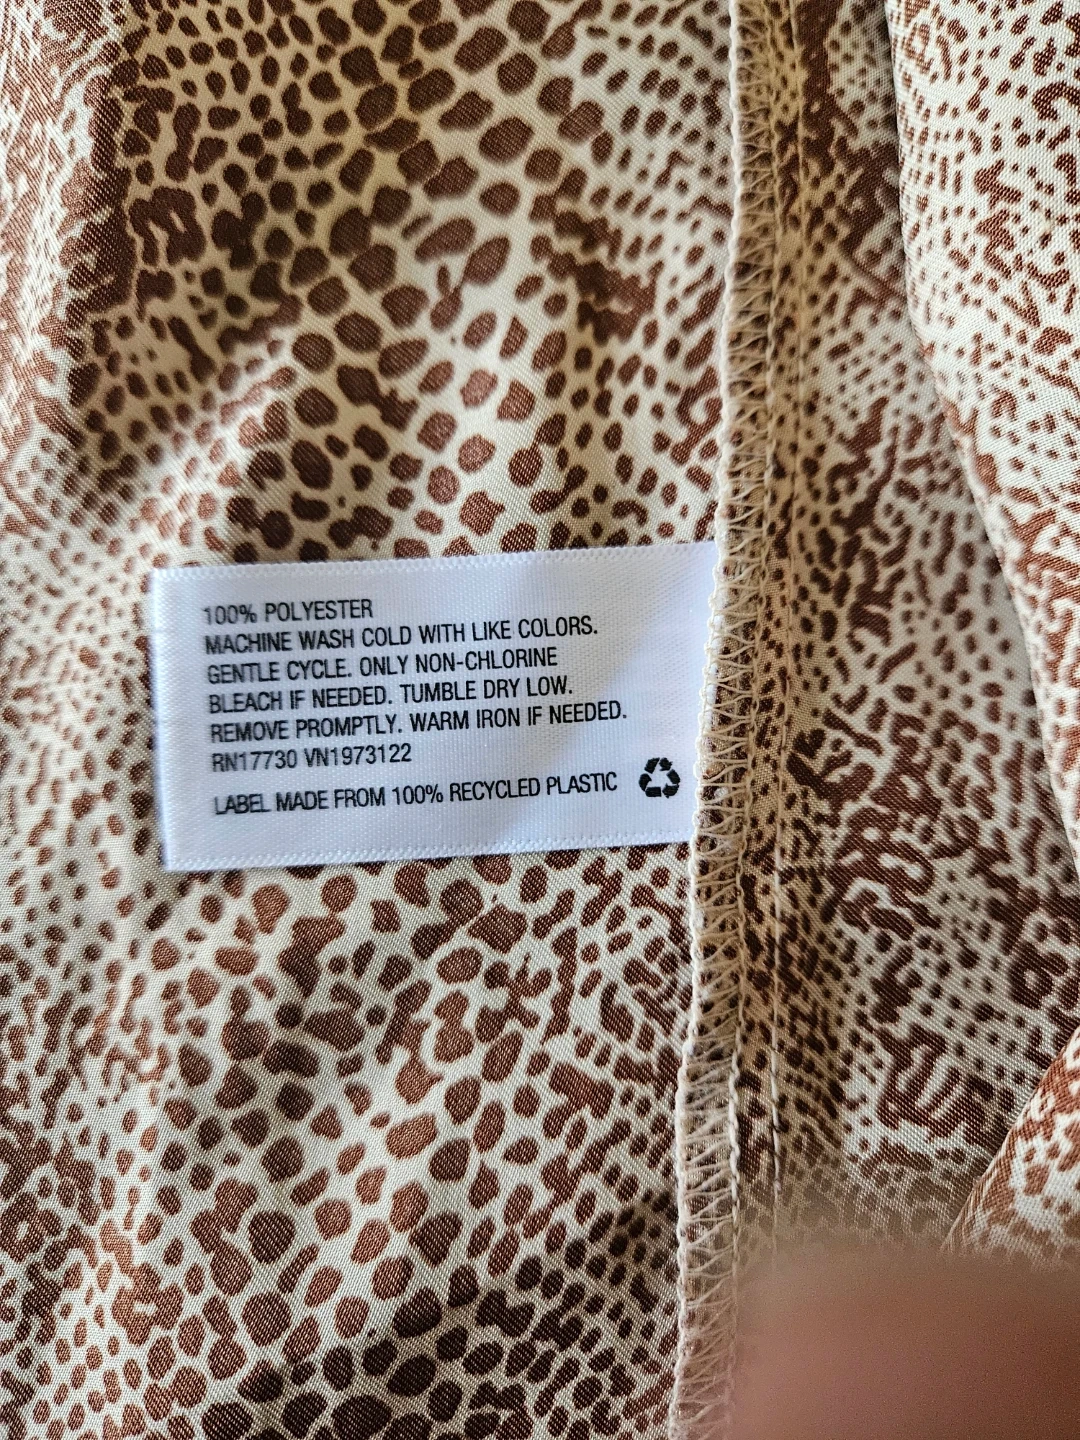 100% POLYESTER
MACHINE WASH COLD WITH LIKE COLORS.
GENTLE CYCLE. ONLY NON-CHLORINE
BLEACH IF NEEDED. TUMBLE DRY LOW.
REMOVE PROMPTLY. WARM IRON IF NEEDED.
RN17730 VN1973122
LABEL MADE FROM 100% RECYCLED PLASTIC